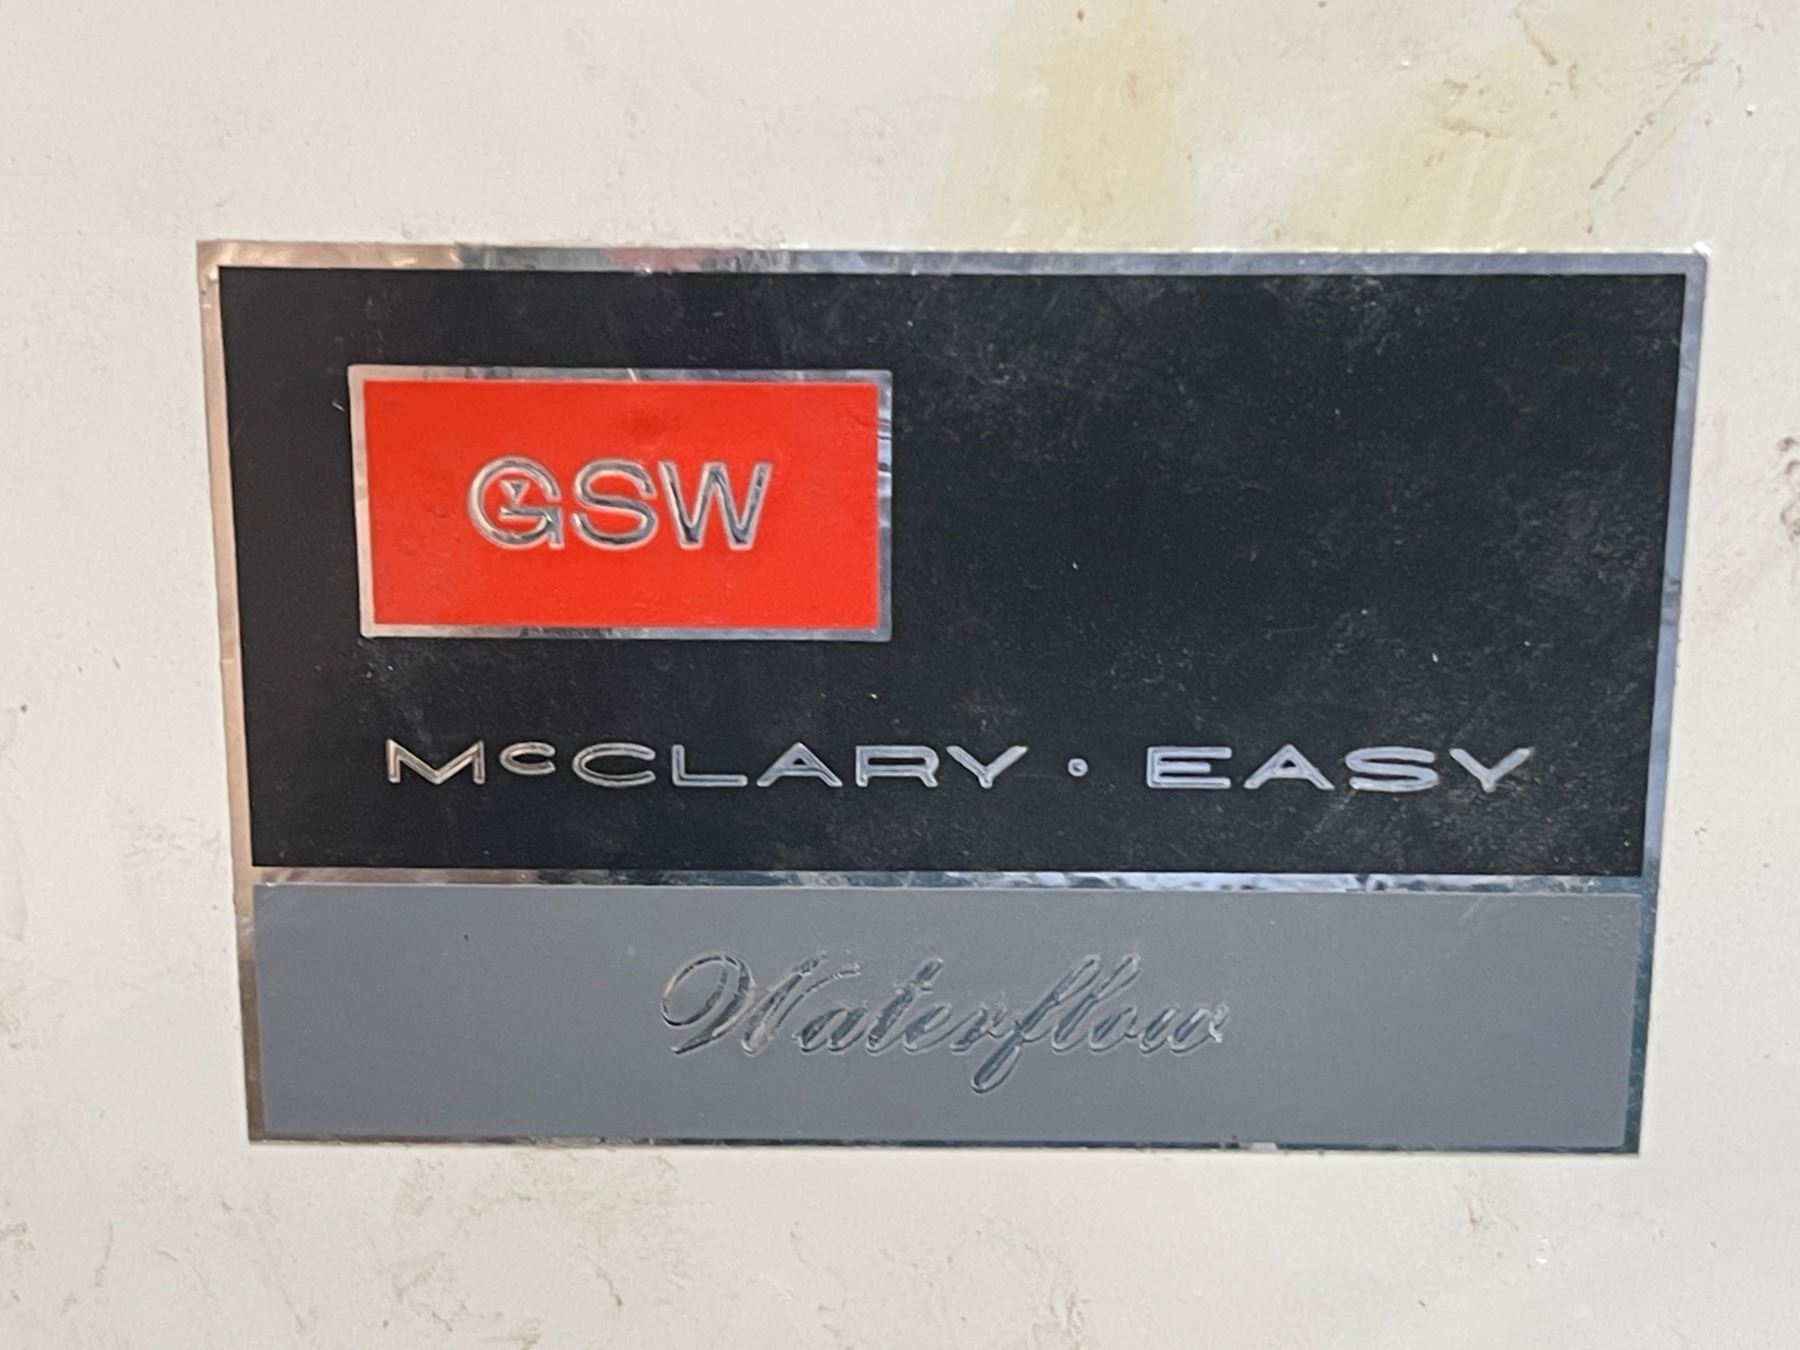 GSW
McCLARY • EASY
Waterflow